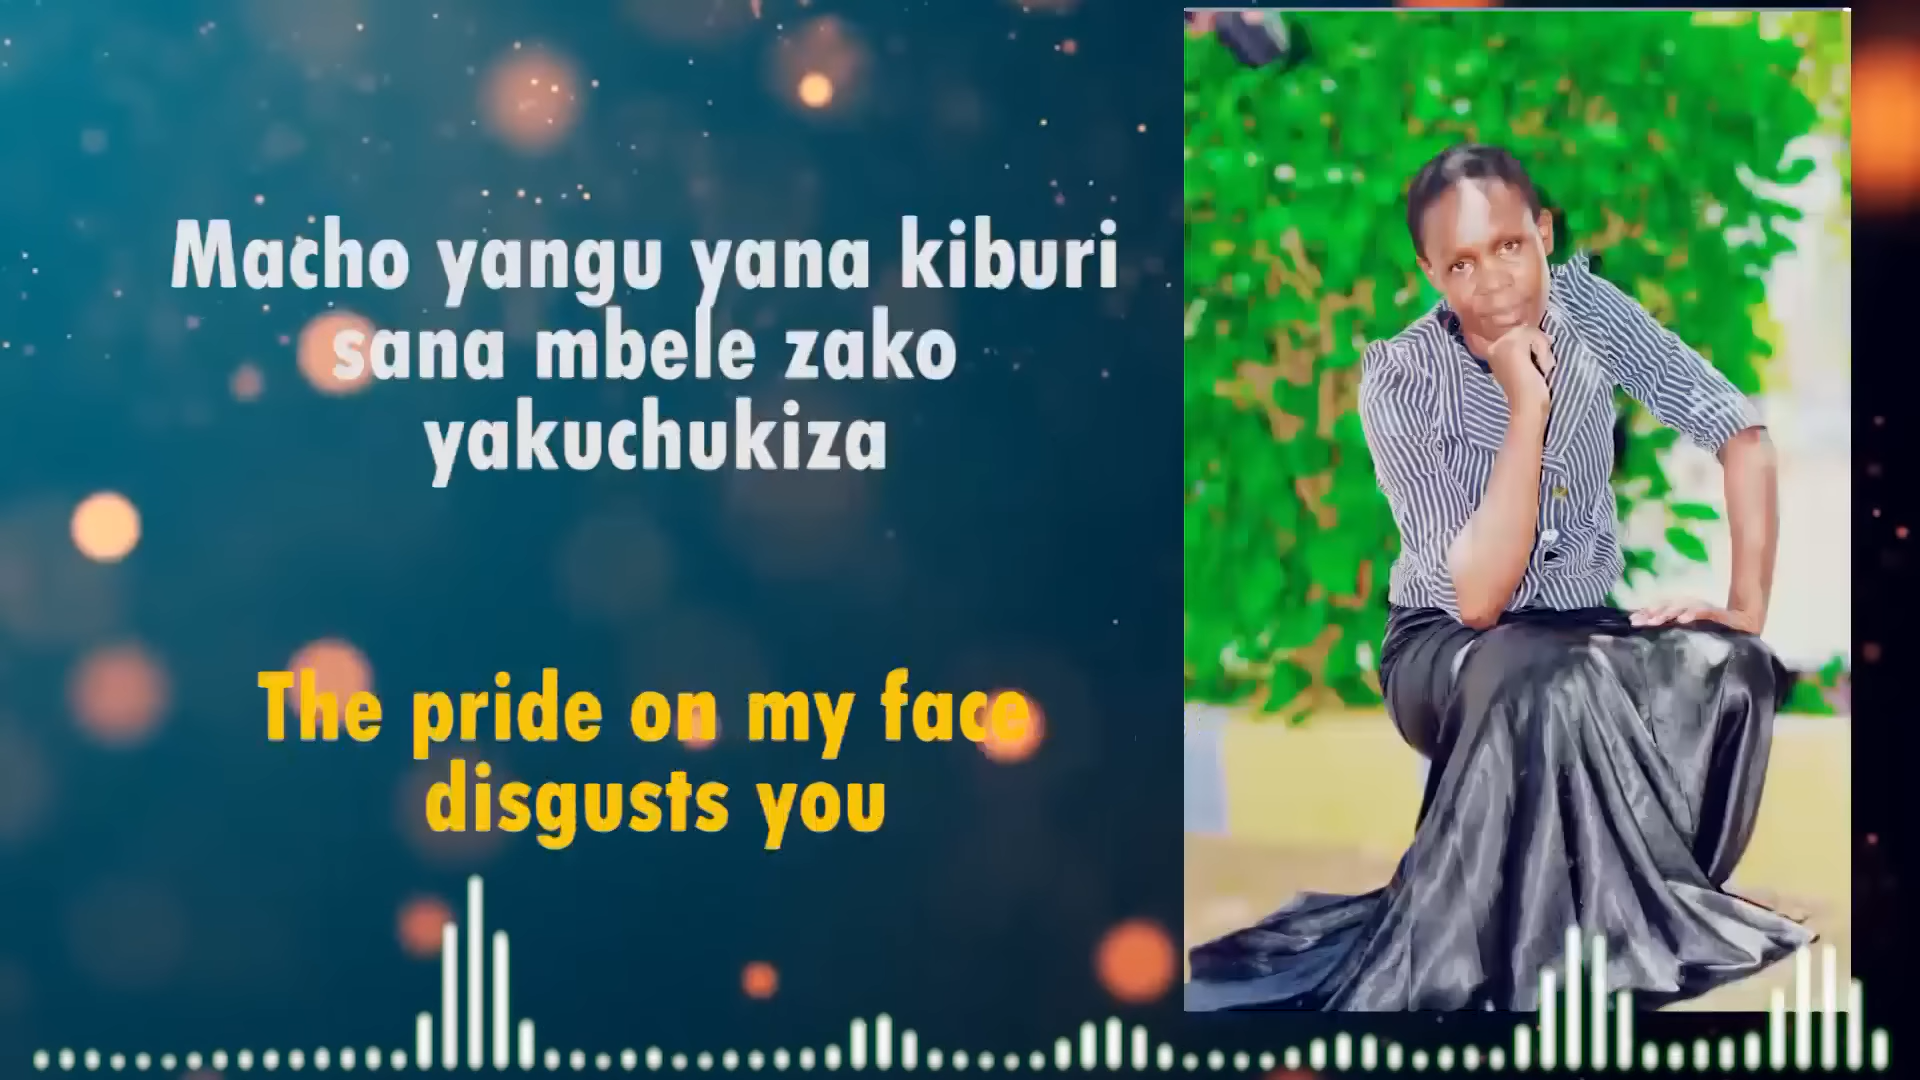 Macho yangu yana kiburi
sana mbele zako
yakuchukiza
The pride on my face
disgusts you